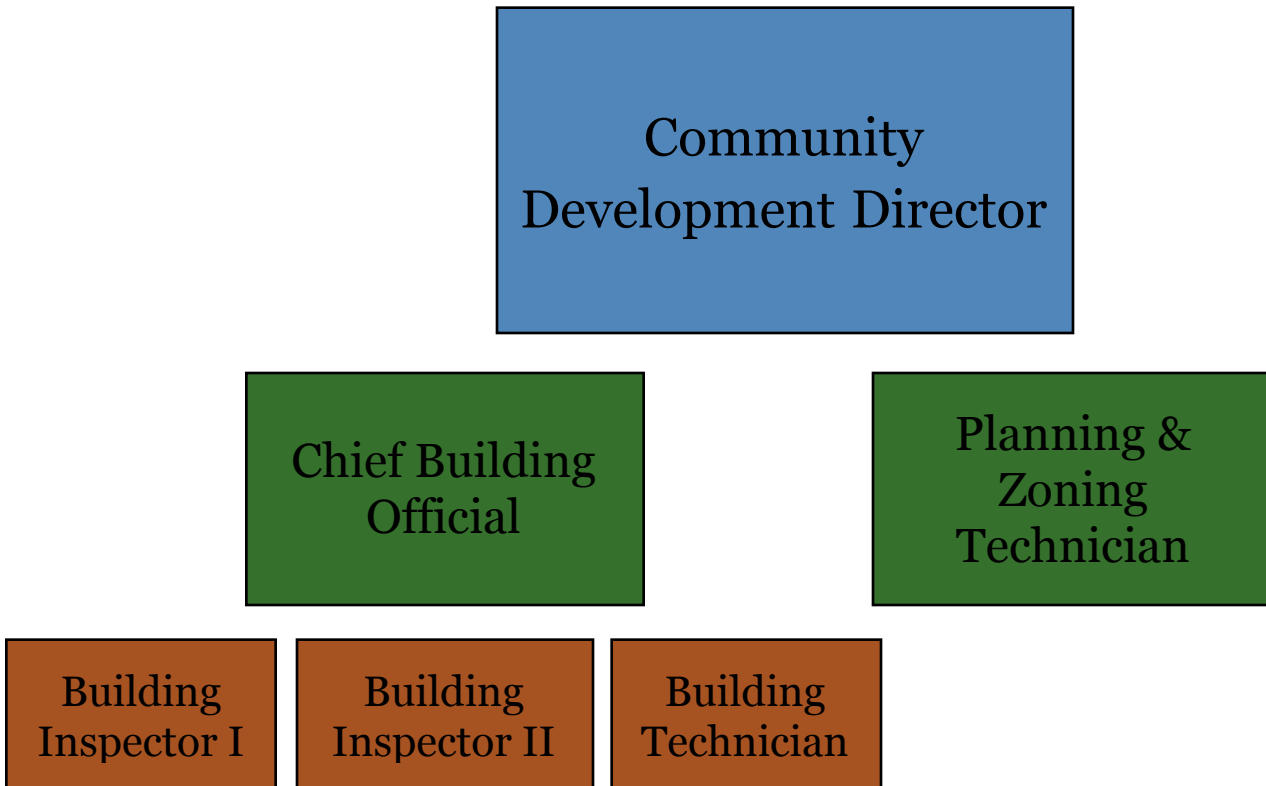 Community
Development Director
Chief Building
Official
Planning &
Zoning
Technician
Building
Inspector I
Building
Inspector II
Building
Technician